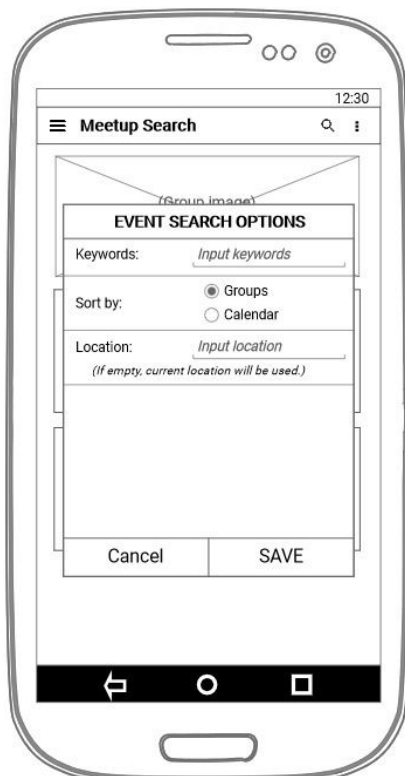 12:30
Meetup Search
(Group image)
EVENT SEARCH OPTIONS
Keywords: Input keywords
Sort by:
Groups
Calendar
Location: Input location
(If empty, current location will be used.)
Cancel SAVE